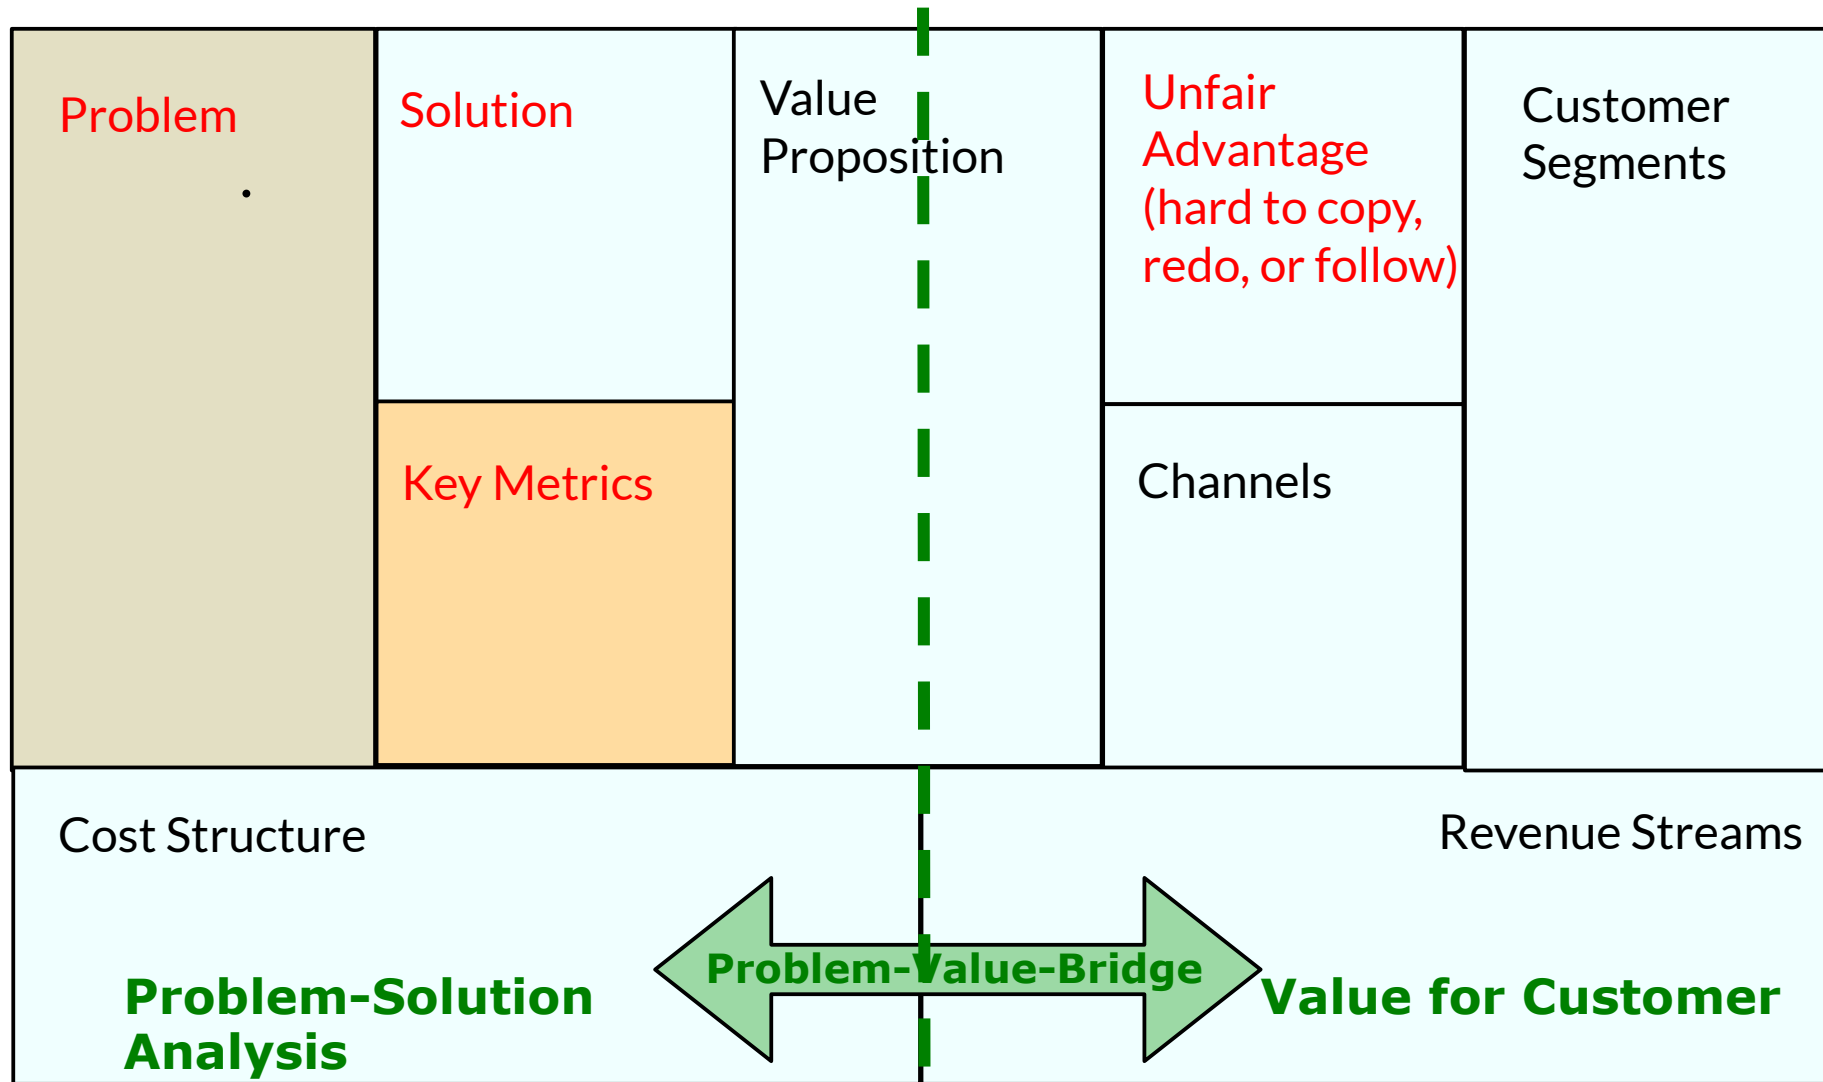 Problem
.
Solution
Key Metrics
Value
Proposition
Unfair
Advantage
(hard to copy,
redo, or follow)
Channels
Customer
Segments
Cost Structure
Revenue Streams
Problem-Solution
Analysis
Problem-Value-Bridge
Value for Customer